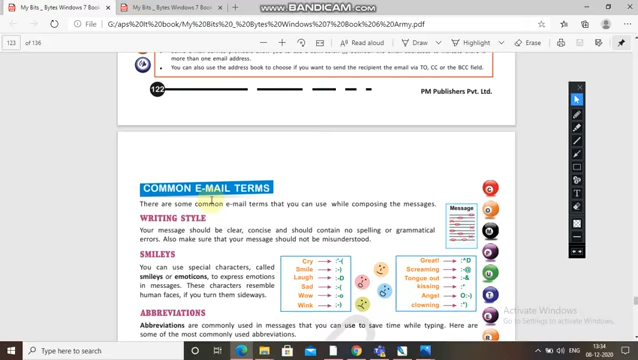 My Bits _ Bytes Windows 7 Book
My Bits _ Bytes Windows 7 Book
WWW.BANDICAM.COM
G:/aps%20It%20book/My%20Bits%20_%20Bytes%20Windows%207%20Book%206%20Army.pdf
123 of 136
Read aloud
Draw
Highlight
Erase
more than one email address.
You can also use the address book to choose if you want to send the recipient the email via TO, CC or the BCC field.
122
PM Publishers Pvt. Ltd.
COMMON E-MAIL TERMS
There are some common e-mail terms that you can use while composing the messages.
WRITING STYLE
Your message should be clear, concise and should contain no spelling or grammatical
errors. Also make sure that your message should not be misunderstood.
Message
SMILEYS
You can use special characters, called
smileys or emoticons, to express emotions
in messages. These characters resemble
human faces, if you turn them sideways.
Cry :'-(
Smile :-)
Laugh :-D
Sad :-(
Wow :-o
Wink :-)
Great! :^D
Screaming :-@
Tongue out :-&
kissing :*
Angel O:-)
clowning :*)
C
O
M
P
U
T
E
R
ABBREVIATIONS
Abbreviations are commonly used in messages that you can use to save time while typing. Here are
some of the most commonly used abbreviations.
Activate Windows
Go to Settings to activate Windows.
Type here to search
ENG
13:34
08-12-2020